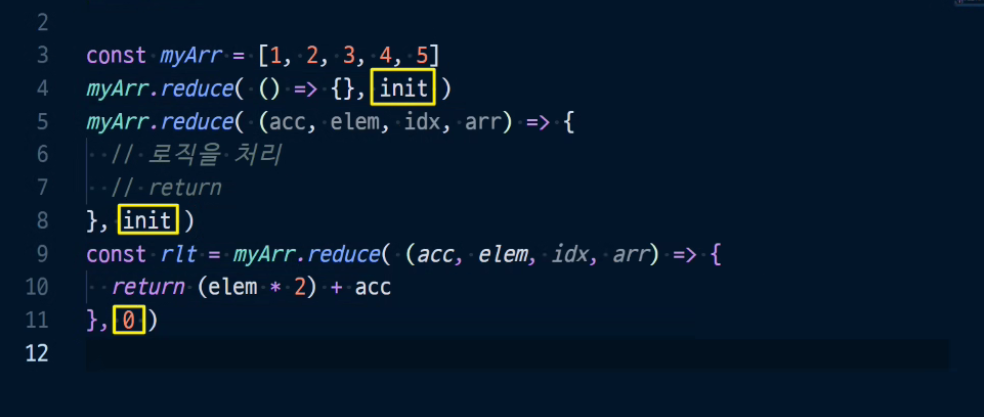 2
3 const myArr = [1, 2, 3, 4, 5]
4 myArr.reduce( () => {}, init )
5 myArr.reduce( (acc, elem, idx, arr) => {
6 // 로직을 처리
7 // return
8 }, init )
9 const rlt = myArr.reduce( (acc, elem, idx, arr) => {
10 return (elem * 2) + acc
11 }, 0 )
12